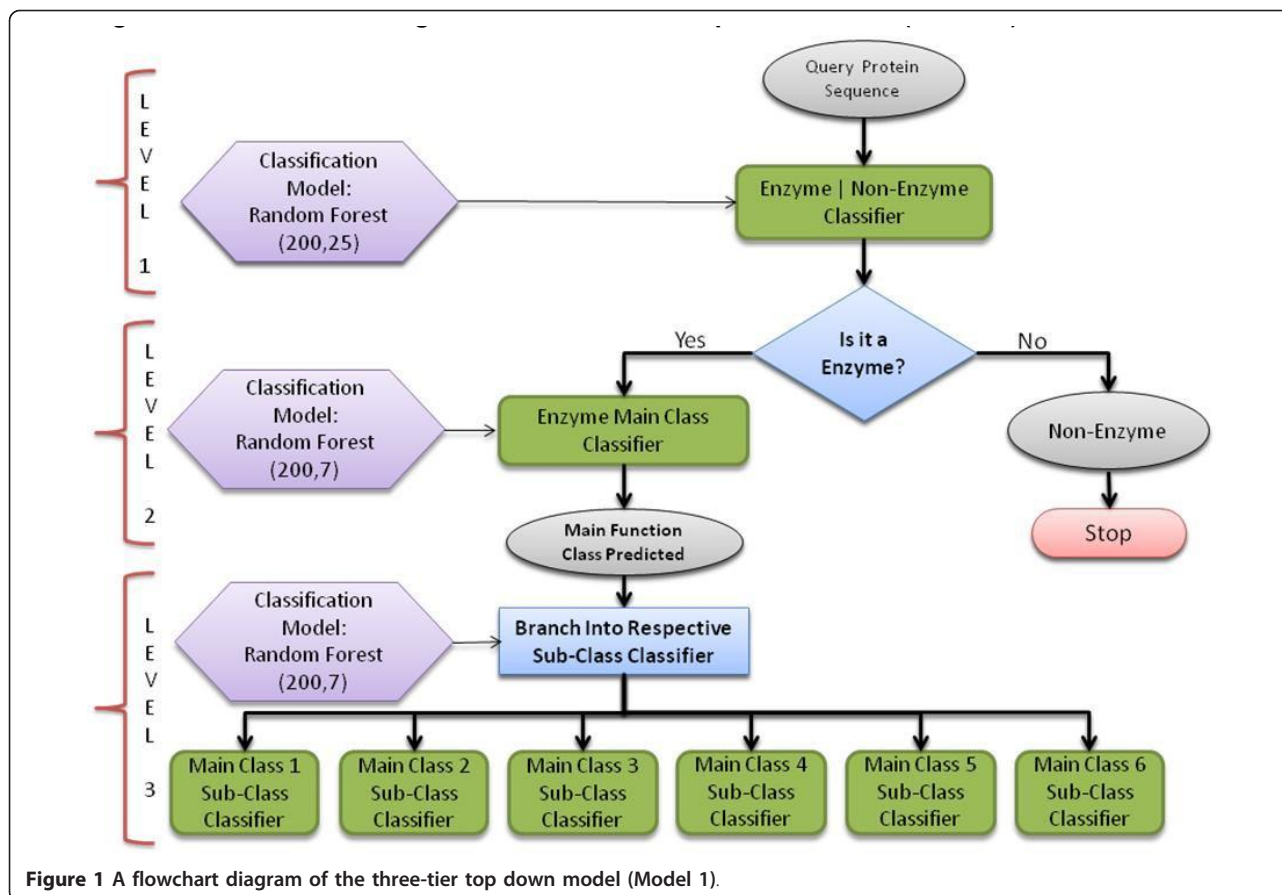 Query Protein
Sequence
L
E
V
E
L
1
Classification
Model:
Random Forest
(200,25)
Enzyme | Non-Enzyme
Classifier
Is it a
Enzyme?
Yes
No
L
E
V
E
L
2
Classification
Model:
Random Forest
(200,7)
Enzyme Main Class
Classifier
Non-Enzyme
Stop
Main Function
Class Predicted
L
E
V
E
L
3
Classification
Model:
Random Forest
(200,7)
Branch Into Respective
Sub-Class Classifier
Main Class 1
Sub-Class
Classifier
Main Class 2
Sub-Class
Classifier
Main Class 3
Sub-Class
Classifier
Main Class 4
Sub-Class
Classifier
Main Class 5
Sub-Class
Classifier
Main Class 6
Sub-Class
Classifier
Figure 1 A flowchart diagram of the three-tier top down model (Model 1).